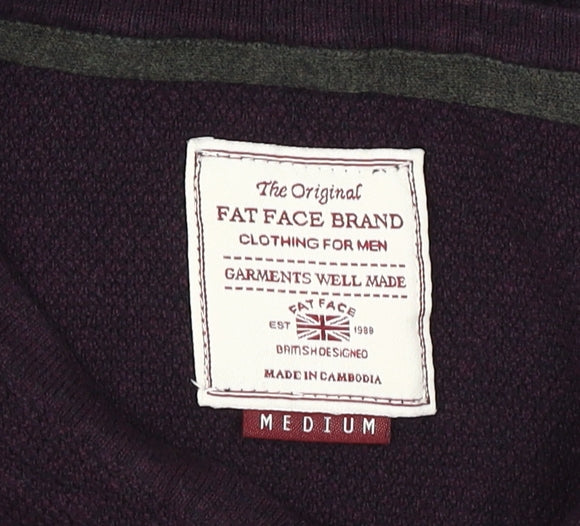 The Original
FAT FACE BRAND
CLOTHING FOR MEN
GARMENTS WELL MADE
FAT FACE
EST 1988
BRITISH DESIGNED
MADE IN CAMBODIA
MEDIUM